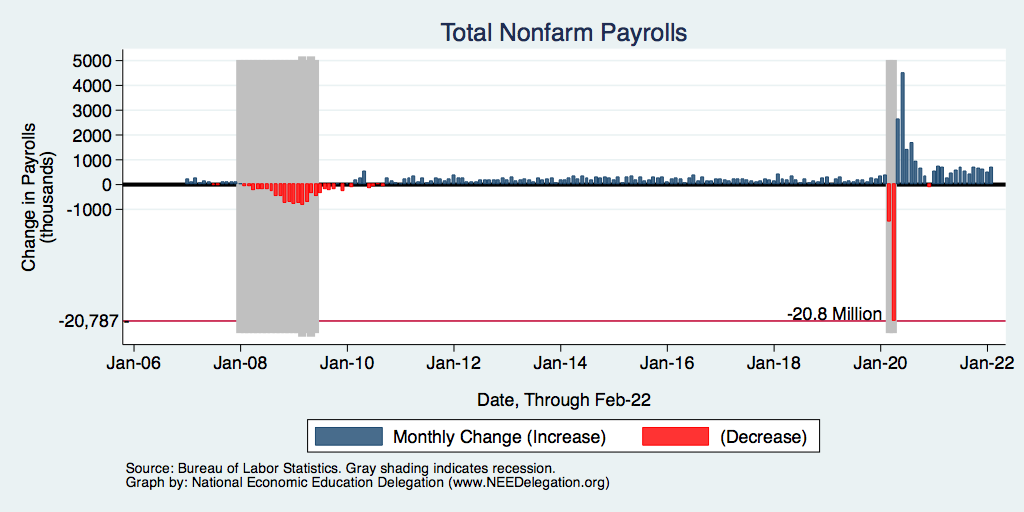 Total Nonfarm Payrolls
Change in Payrolls
(thousands)
5000
4000
3000
2000
1000
0
-1000
-20,787
-20.8 Million
Jan-06 Jan-08 Jan-10 Jan-12 Jan-14 Jan-16 Jan-18 Jan-20 Jan-22
Date, Through Feb-22
Monthly Change (Increase) (Decrease)
Source: Bureau of Labor Statistics. Gray shading indicates recession.
Graph by: National Economic Education Delegation (www.NEEDelegation.org)